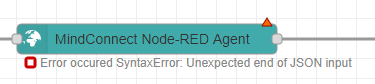 MindConnect Node-RED Agent
Error occured SyntaxError: Unexpected end of JSON input